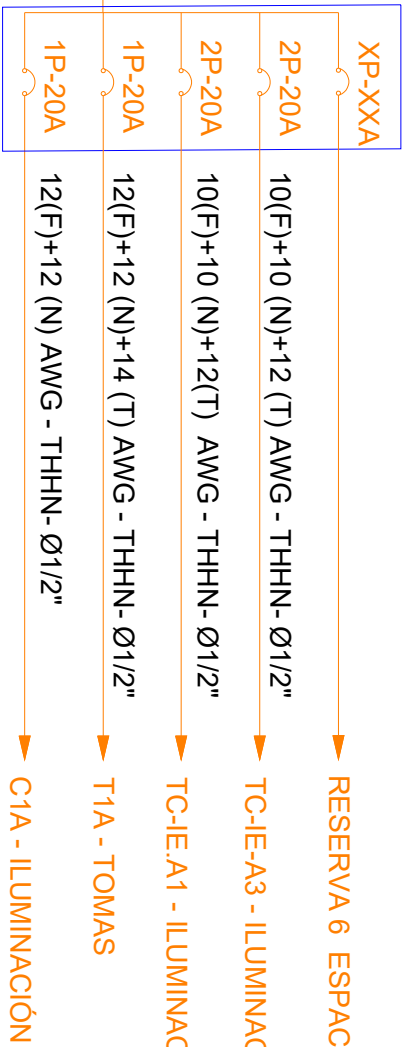 XP-XXA RESERVA 6 ESPAC
2P-20A 10(F)+10 (N)+12 (T) AWG - THHN- Ø1/2" TC-IE-A3 - ILUMINAC
2P-20A 10(F)+10 (N)+12(T) AWG - THHN- Ø1/2" TC-IE.A1 - ILUMINAC
1P-20A 12(F)+12 (N)+14 (T) AWG - THHN- Ø1/2" T1A - TOMAS
1P-20A 12(F)+12 (N) AWG - THHN- Ø1/2" C1A - ILUMINACIÓN